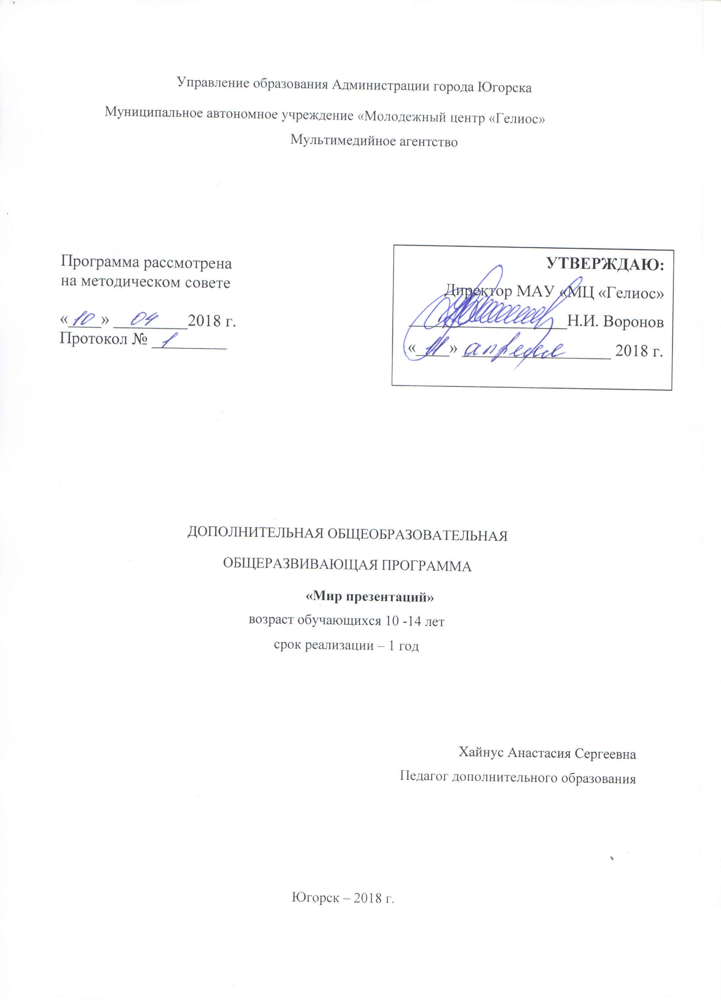 Управление образования Администрации города Югорска
Муниципальное автономное учреждение «Молодежный центр «Гелиос»
Мультимедийное агентство
Программа рассмотрена
на методическом совете
«10» 04 2018 г.
Протокол № 1
УТВЕРЖДАЮ:
Директор МАУ «МЦ «Гелиос»
Н.И. Воронов
«11» апреля 2018 г.
ДОПОЛНИТЕЛЬНАЯ ОБЩЕОБРАЗОВАТЕЛЬНАЯ
ОБЩЕРАЗВИВАЮЩАЯ ПРОГРАММА
«Мир презентаций»
возраст обучающихся 10 -14 лет
срок реализации – 1 год
Хайнус Анастасия Сергеевна
Педагог дополнительного образования
Югорск – 2018 г.